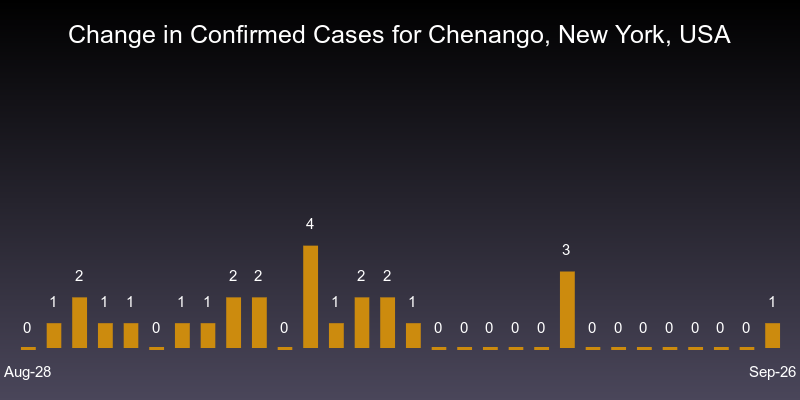 Change in Confirmed Cases for Chenango, New York, USA
0 1 2 1 1 0 1 1 2 2 0 4 1 2 2 1 0 0 0 0 0 3 0 0 0 0 0 0 0 1
Aug-28 Sep-26